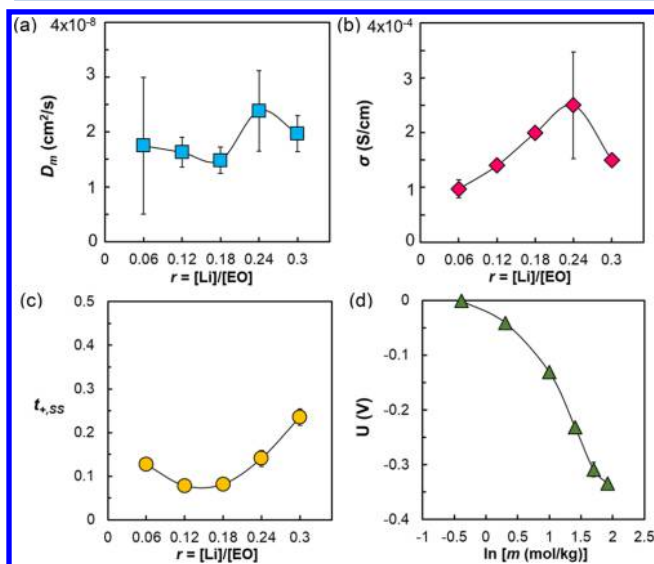 (a)
4x10⁻⁸
3
2
1
0
Dₘ (cm²/s)
0 0.06 0.12 0.18 0.24 0.3
r = [Li]/[EO]
(b)
4x10⁻⁴
3
2
1
0
σ (S/cm)
0 0.06 0.12 0.18 0.24 0.3
r = [Li]/[EO]
(c)
0.5
0.4
0.3
0.2
0.1
0
t₊,SS
0 0.06 0.12 0.18 0.24 0.3
r = [Li]/[EO]
(d)
0
-0.1
-0.2
-0.3
-0.4
U (V)
-1 -0.5 0 0.5 1 1.5 2 2.5
ln [m (mol/kg)]